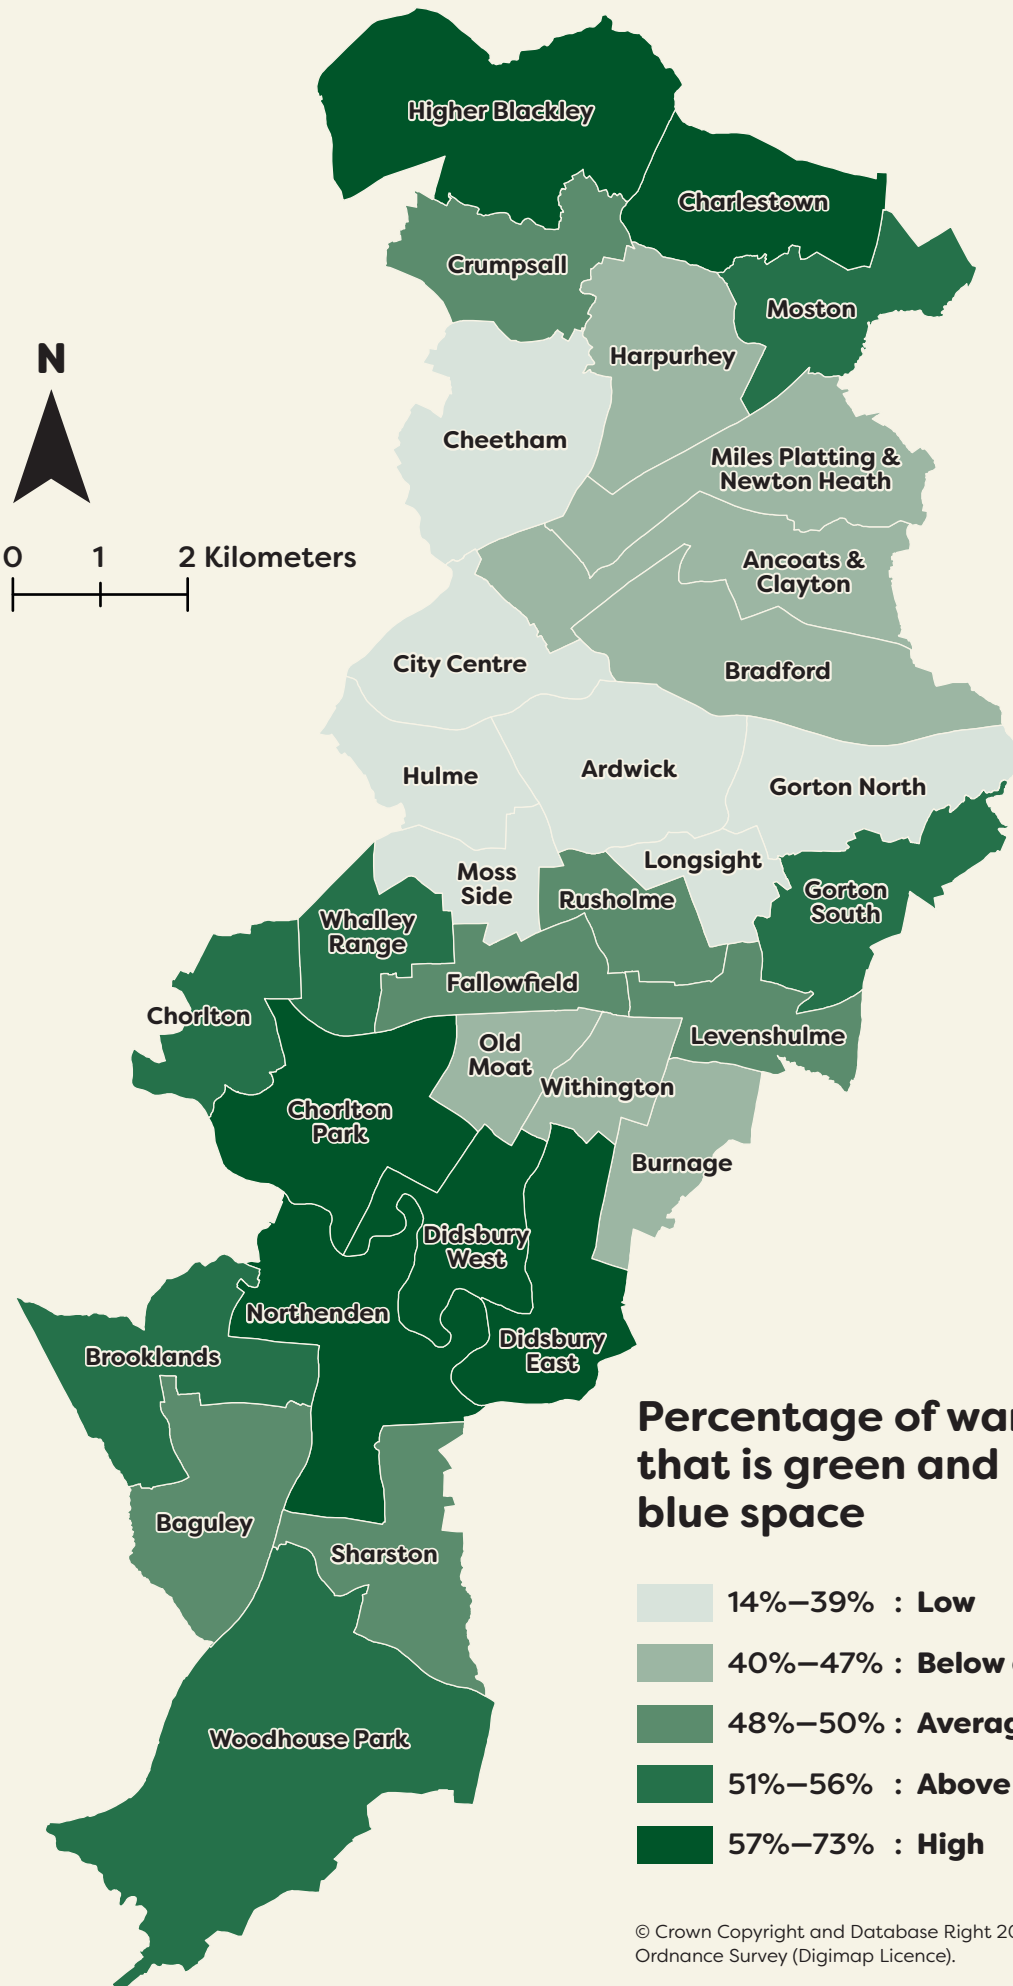 Higher Blackley
Charlestown
Crumpsall
Moston
N
Harpurhey
Cheetham
Miles Platting &
Newton Heath
0 1 2 Kilometers
Ancoats &
Clayton
City Centre
Bradford
Hulme
Ardwick
Gorton North
Longsight
Moss
Side
Rusholme
Gorton
South
Whalley
Range
Fallowfield
Chorlton
Levenshulme
Old
Moat
Withington
Chorlton
Park
Burnage
Didsbury
West
Northenden
Didsbury
East
Brooklands
Percentage of
that is green and
blue space
Baguley
Sharston
14%–39% : Low
40%–47% : Below
48%–50% :
Woodhouse Park
51%–56% : Above
57%–73% : High
© Crown Copyright and Database Right
Ordnance Survey (Digimap Licence).